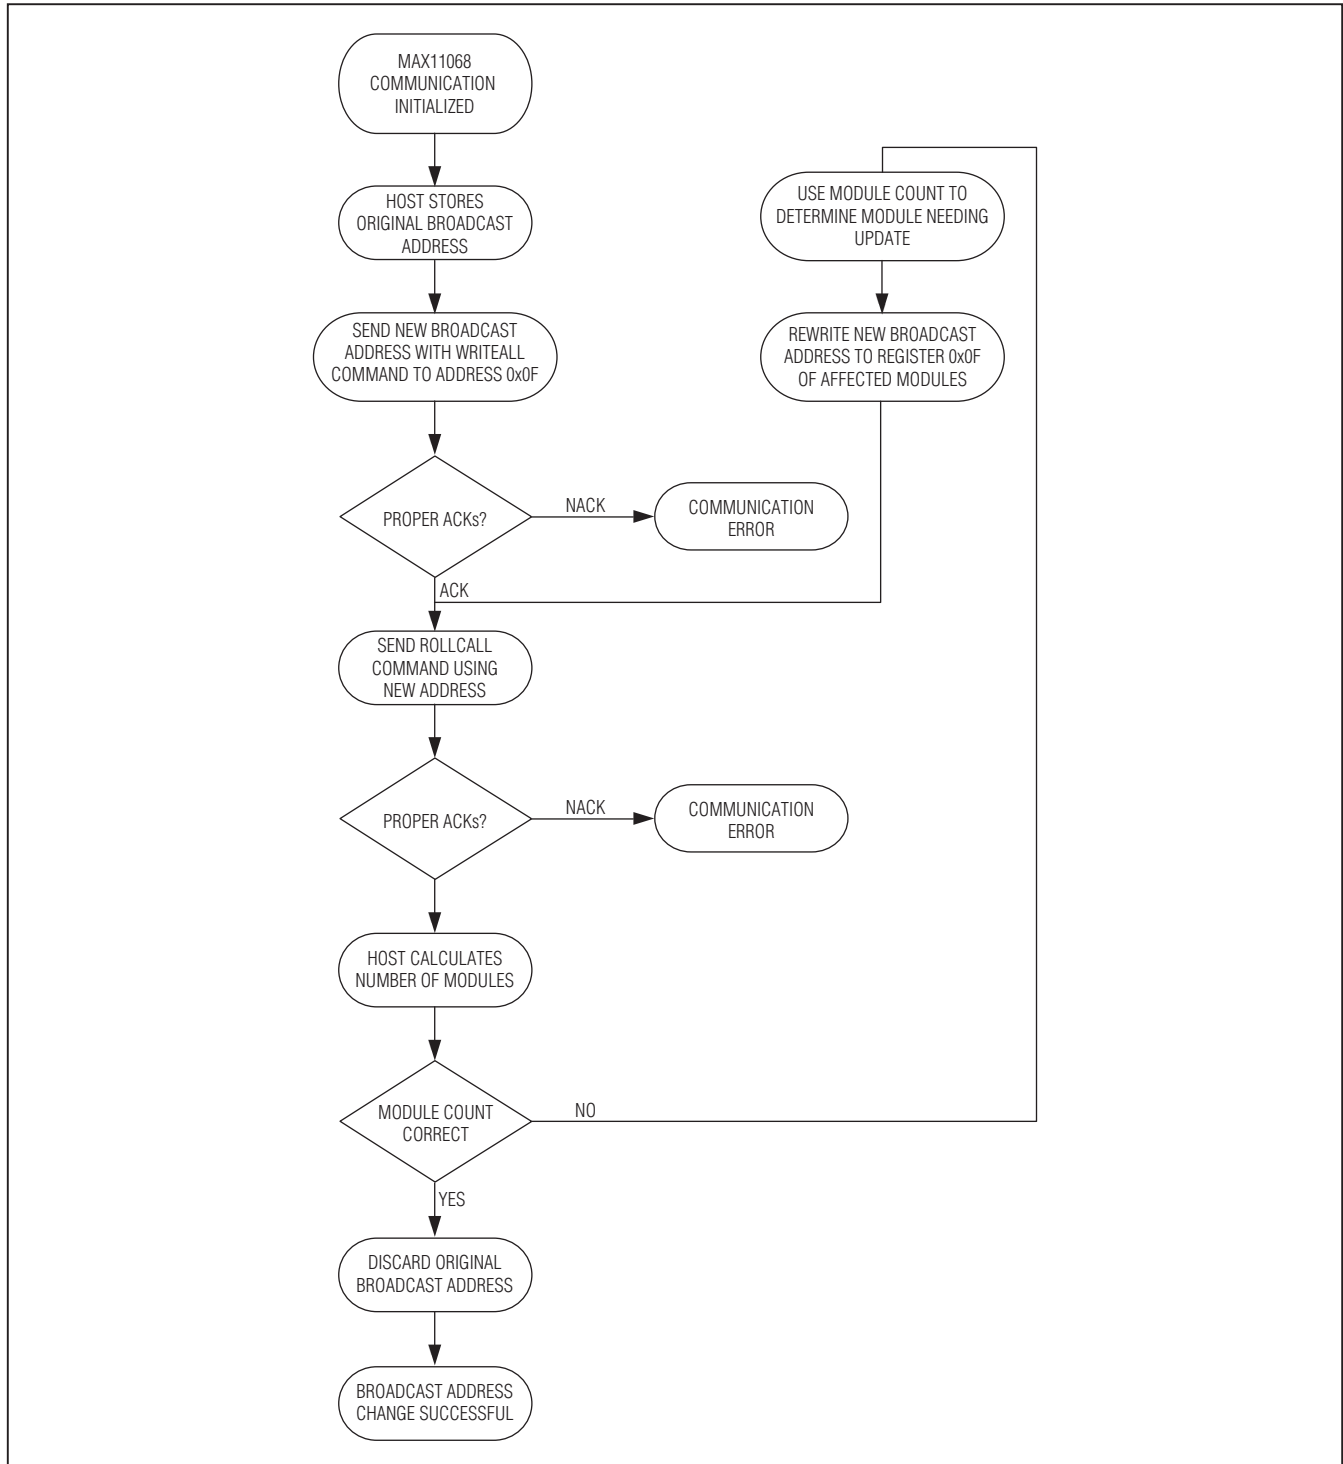 MAX11068
COMMUNICATION
INITIALIZED
HOST STORES
ORIGINAL BROADCAST
ADDRESS
SEND NEW BROADCAST
ADDRESS WITH WRITEALL
COMMAND TO ADDRESS 0x0F
PROPER ACKs?
NACK
COMMUNICATION
ERROR
ACK
SEND ROLLCALL
COMMAND USING
NEW ADDRESS
PROPER ACKs?
NACK
COMMUNICATION
ERROR
HOST CALCULATES
NUMBER OF MODULES
MODULE COUNT
CORRECT
NO
USE MODULE COUNT TO
DETERMINE MODULE NEEDING
UPDATE
REWRITE NEW BROADCAST
ADDRESS TO REGISTER 0x0F
OF AFFECTED MODULES
YES
DISCARD ORIGINAL
BROADCAST ADDRESS
BROADCAST ADDRESS
CHANGE SUCCESSFUL